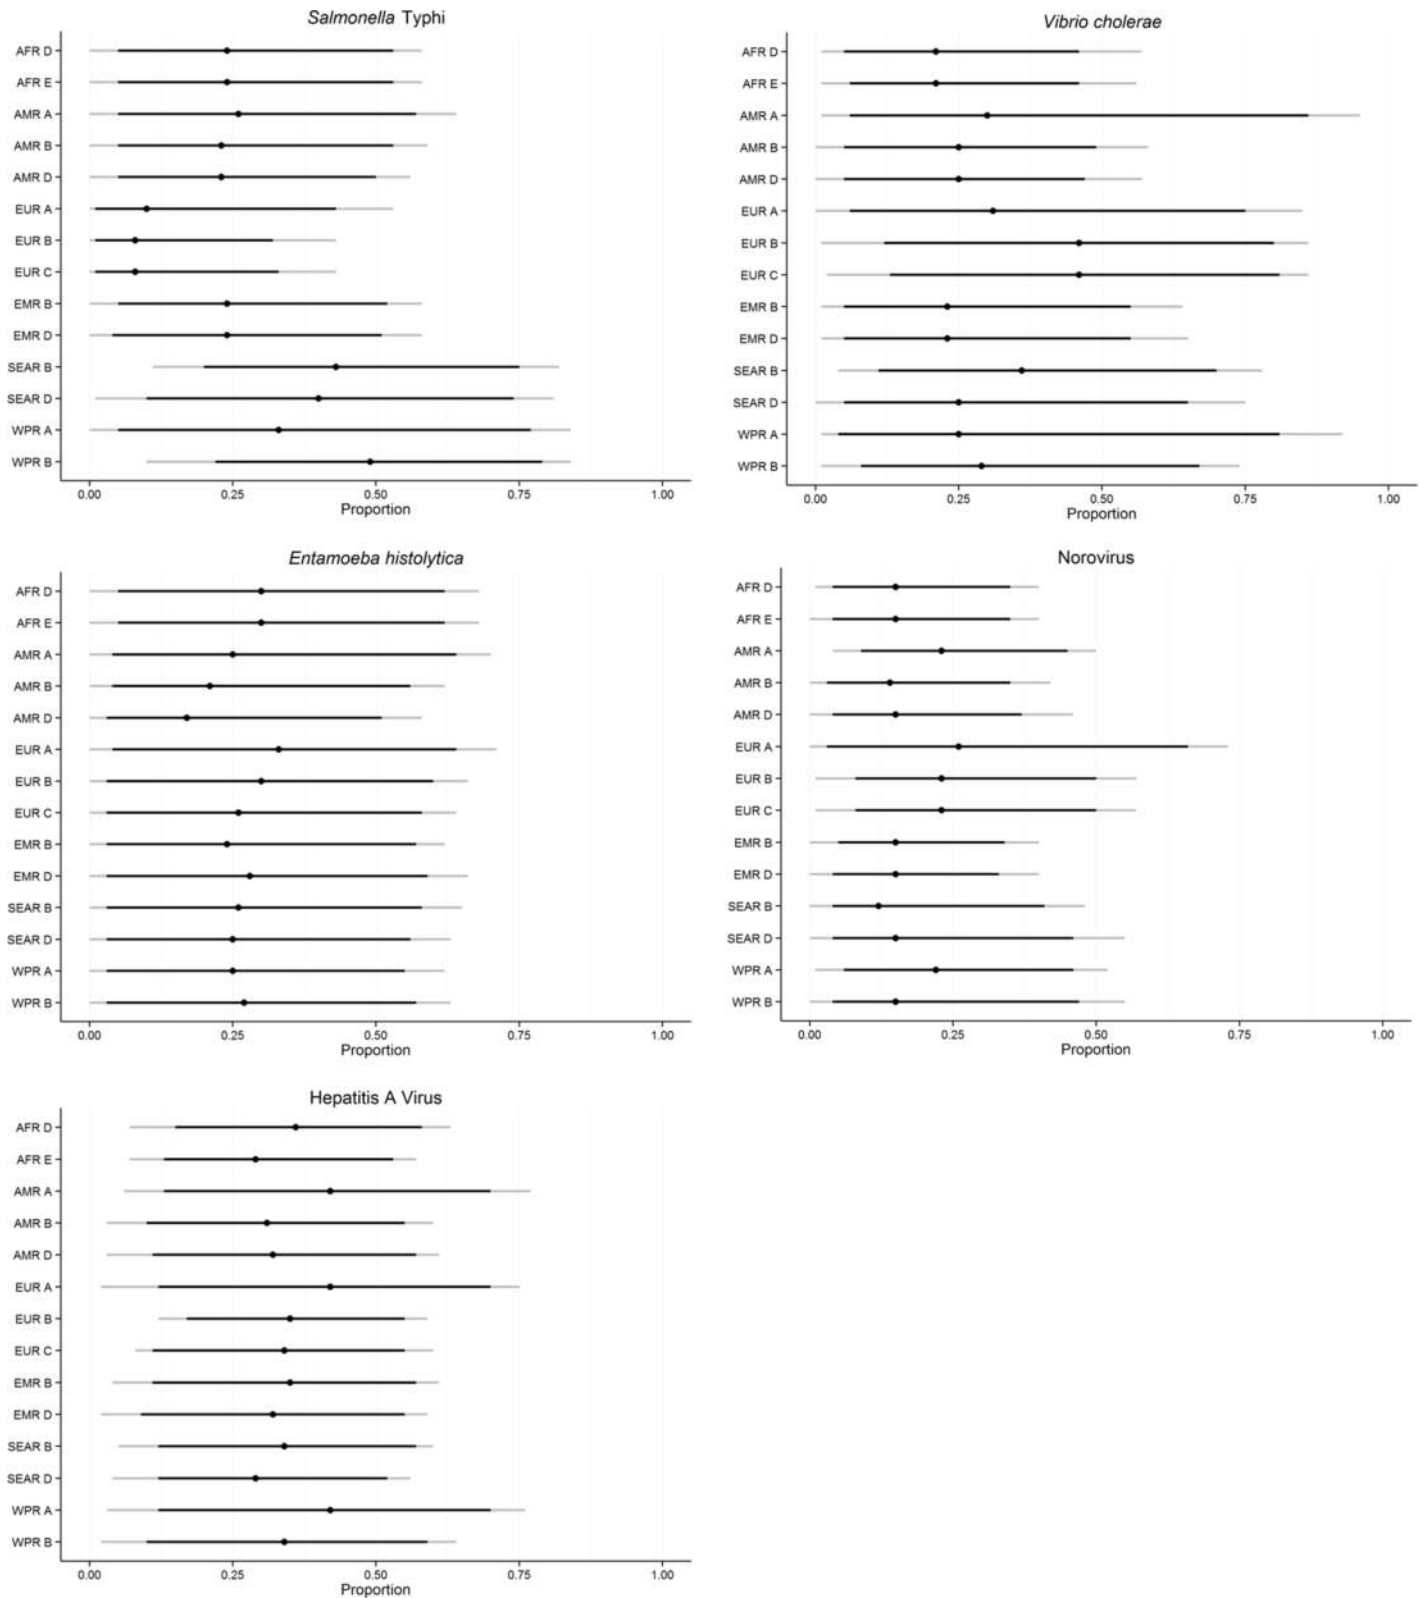 Salmonella Typhi
AFR D
AFR E
AMR A
AMR B
AMR D
EUR A
EUR B
EUR C
EMR B
EMR D
SEAR B
SEAR D
WPR A
WPR B
0.00 0.25 0.50 0.75 1.00
Proportion
Vibrio cholerae
AFR D
AFR E
AMR A
AMR B
AMR D
EUR A
EUR B
EUR C
EMR B
EMR D
SEAR B
SEAR D
WPR A
WPR B
0.00 0.25 0.50 0.75 1.00
Proportion
Entamoeba histolytica
AFR D
AFR E
AMR A
AMR B
AMR D
EUR A
EUR B
EUR C
EMR B
EMR D
SEAR B
SEAR D
WPR A
WPR B
0.00 0.25 0.50 0.75 1.00
Proportion
Norovirus
AFR D
AFR E
AMR A
AMR B
AMR D
EUR A
EUR B
EUR C
EMR B
EMR D
SEAR B
SEAR D
WPR A
WPR B
0.00 0.25 0.50 0.75 1.00
Proportion
Hepatitis A Virus
AFR D
AFR E
AMR A
AMR B
AMR D
EUR A
EUR B
EUR C
EMR B
EMR D
SEAR B
SEAR D
WPR A
WPR B
0.00 0.25 0.50 0.75 1.00
Proportion